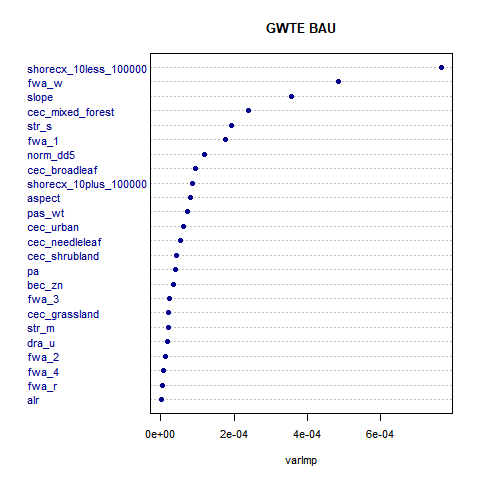 GWTE BAU
shorecx_10less_100000
fwa_w
slope
cec_mixed_forest
str_s
fwa_1
norm_dd5
cec_broadleaf
shorecx_10plus_100000
aspect
pas_wt
cec_urban
cec_needleleaf
cec_shrubland
pa
bec_zn
fwa_3
cec_grassland
str_m
dra_u
fwa_2
fwa_4
fwa_r
alr
0e+00 2e-04 4e-04 6e-04
varImp